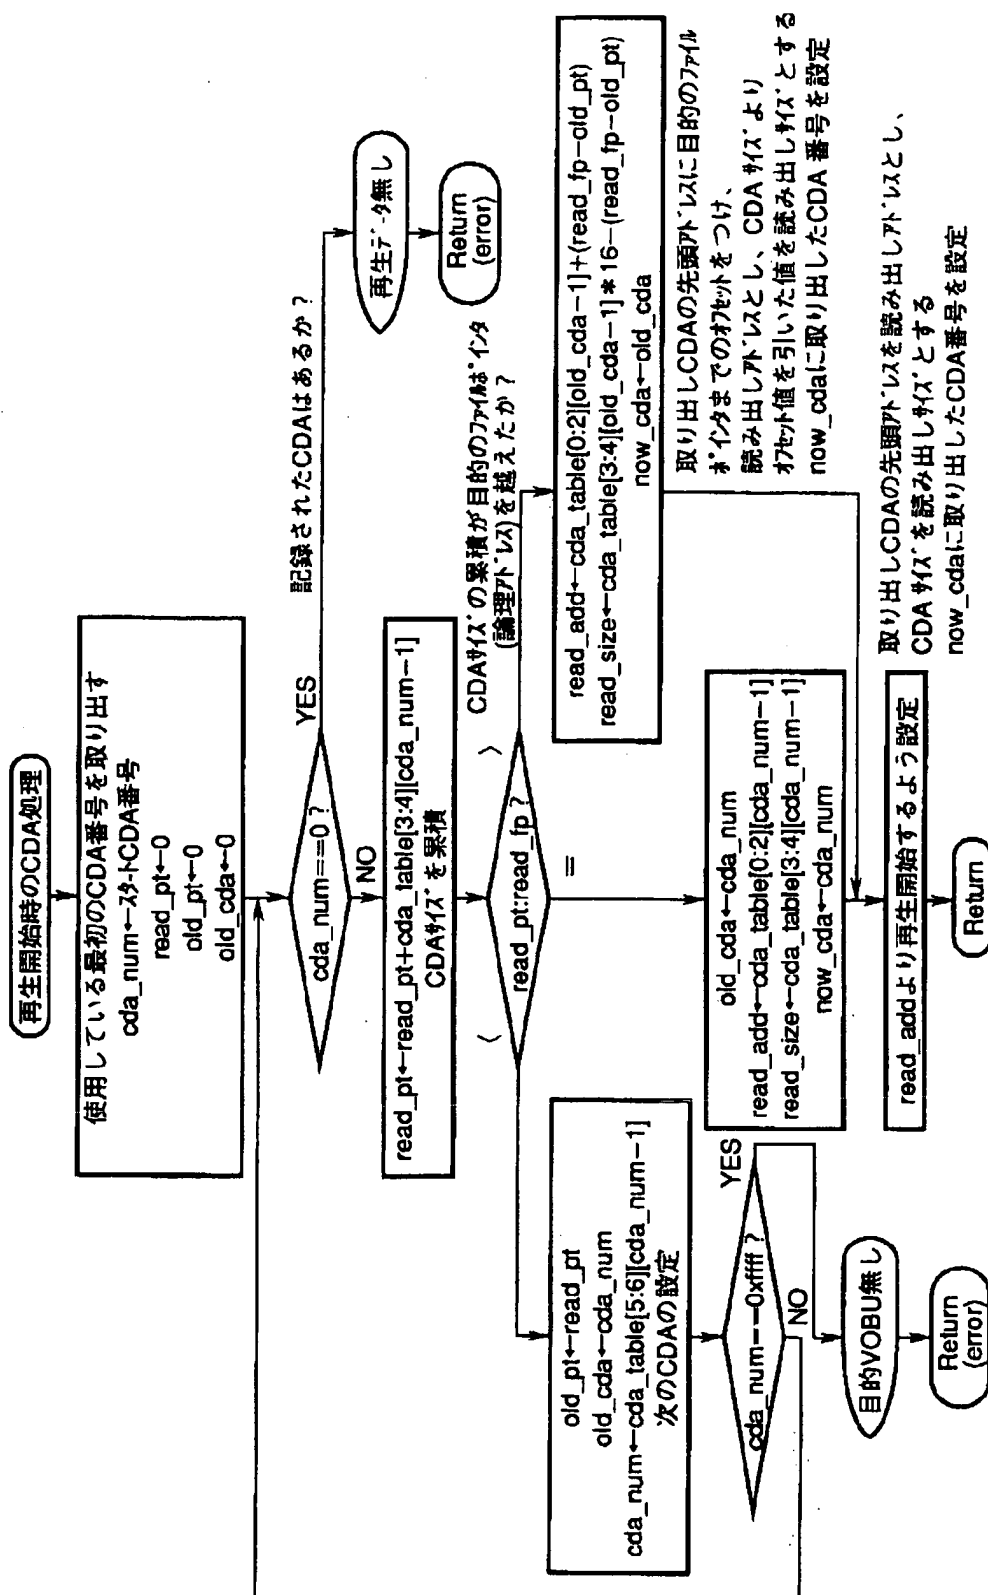 再生開始時のCDA処理
使用している最初のCDA番号を取り出す
cda_num←スタートCDA番号
read_pt←0
old_pt←0
old_cda←0
cda_num==0 ?
YES
NO
記録されたCDAはあるか？
再生データ無し
Return
(error)
read_pt←read_pt+cda_table[3:4][cda_num−1]
CDAサイズを累積
read_pt:read_fp ?
〈
=
〉
CDAサイズの累積が目的のファイルポインタ
(論理アドレス)を越えたか？
old_pt←read_pt
old_cda←cda_num
cda_num←cda_table[5:6][cda_num−1]
次のCDAの設定
cda_num==0xffff ?
YES
NO
目的VOBU無し
Return
(error)
old_cda←cda_num
read_add←cda_table[0:2][cda_num−1]
read_size←cda_table[3:4][cda_num−1]
now_cda←cda_num
read_add←cda_table[0:2][old_cda−1]+(read_fp−old_pt)
read_size←cda_table[3:4][old_cda−1]*16−(read_fp−old_pt)
now_cda←old_cda
取り出しCDAの先頭アドレスに目的のファイル
ポインタまでのオフセットをつけ、
読み出しアドレスとし、CDAサイズより
オフセット値を引いた値を読み出しサイズとする
now_cdaに取り出したCDA番号を設定
read_addより再生開始するよう設定
Return
取り出しCDAの先頭アドレスを読み出しアドレスとし、
CDAサイズを読み出しサイズとする
now_cdaに取り出したCDA番号を設定